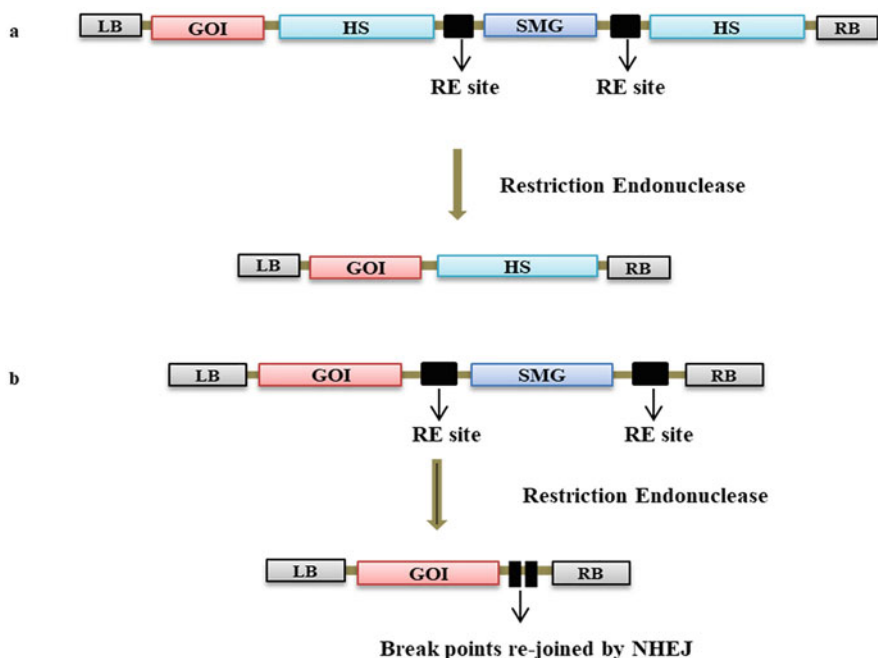 a
LB GOI HS SMG HS RB
RE site RE site
Restriction Endonuclease
LB GOI HS RB
b
LB GOI SMG RB
RE site RE site
Restriction Endonuclease
LB GOI RB
Break points re-joined by NHEJ